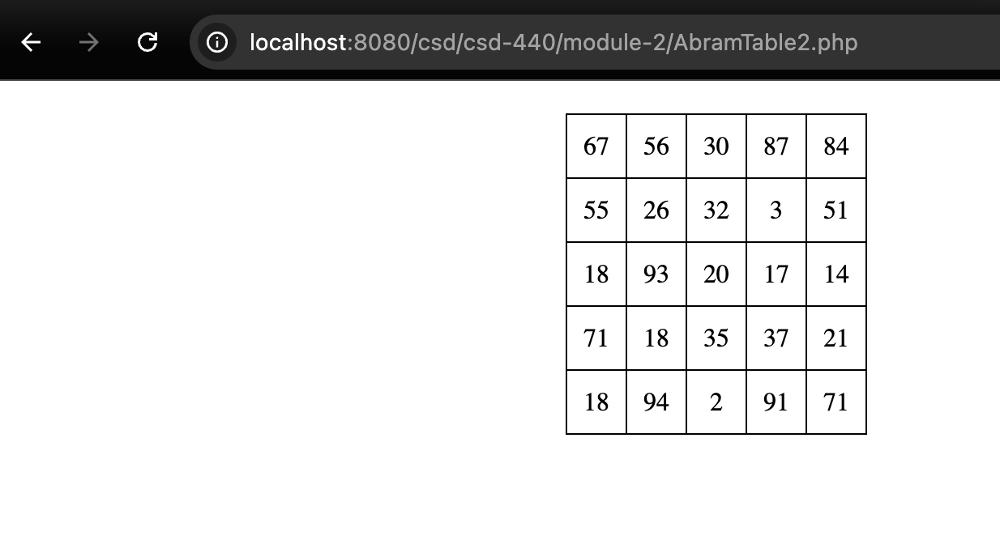 localhost:8080/csd/csd-440/module-2/AbramTable2.php
67 56 30 87 84
55 26 32 3 51
18 93 20 17 14
71 18 35 37 21
18 94 2 91 71